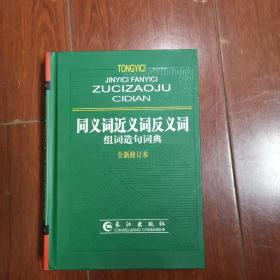 TONGYICI
JINYICI FANYICI
ZUCIZAOJU
CIDIAN
同义词近义词反义词
组词造句词典
全新修订本
长江出版社
CHANGJIANG CHUBANSHE